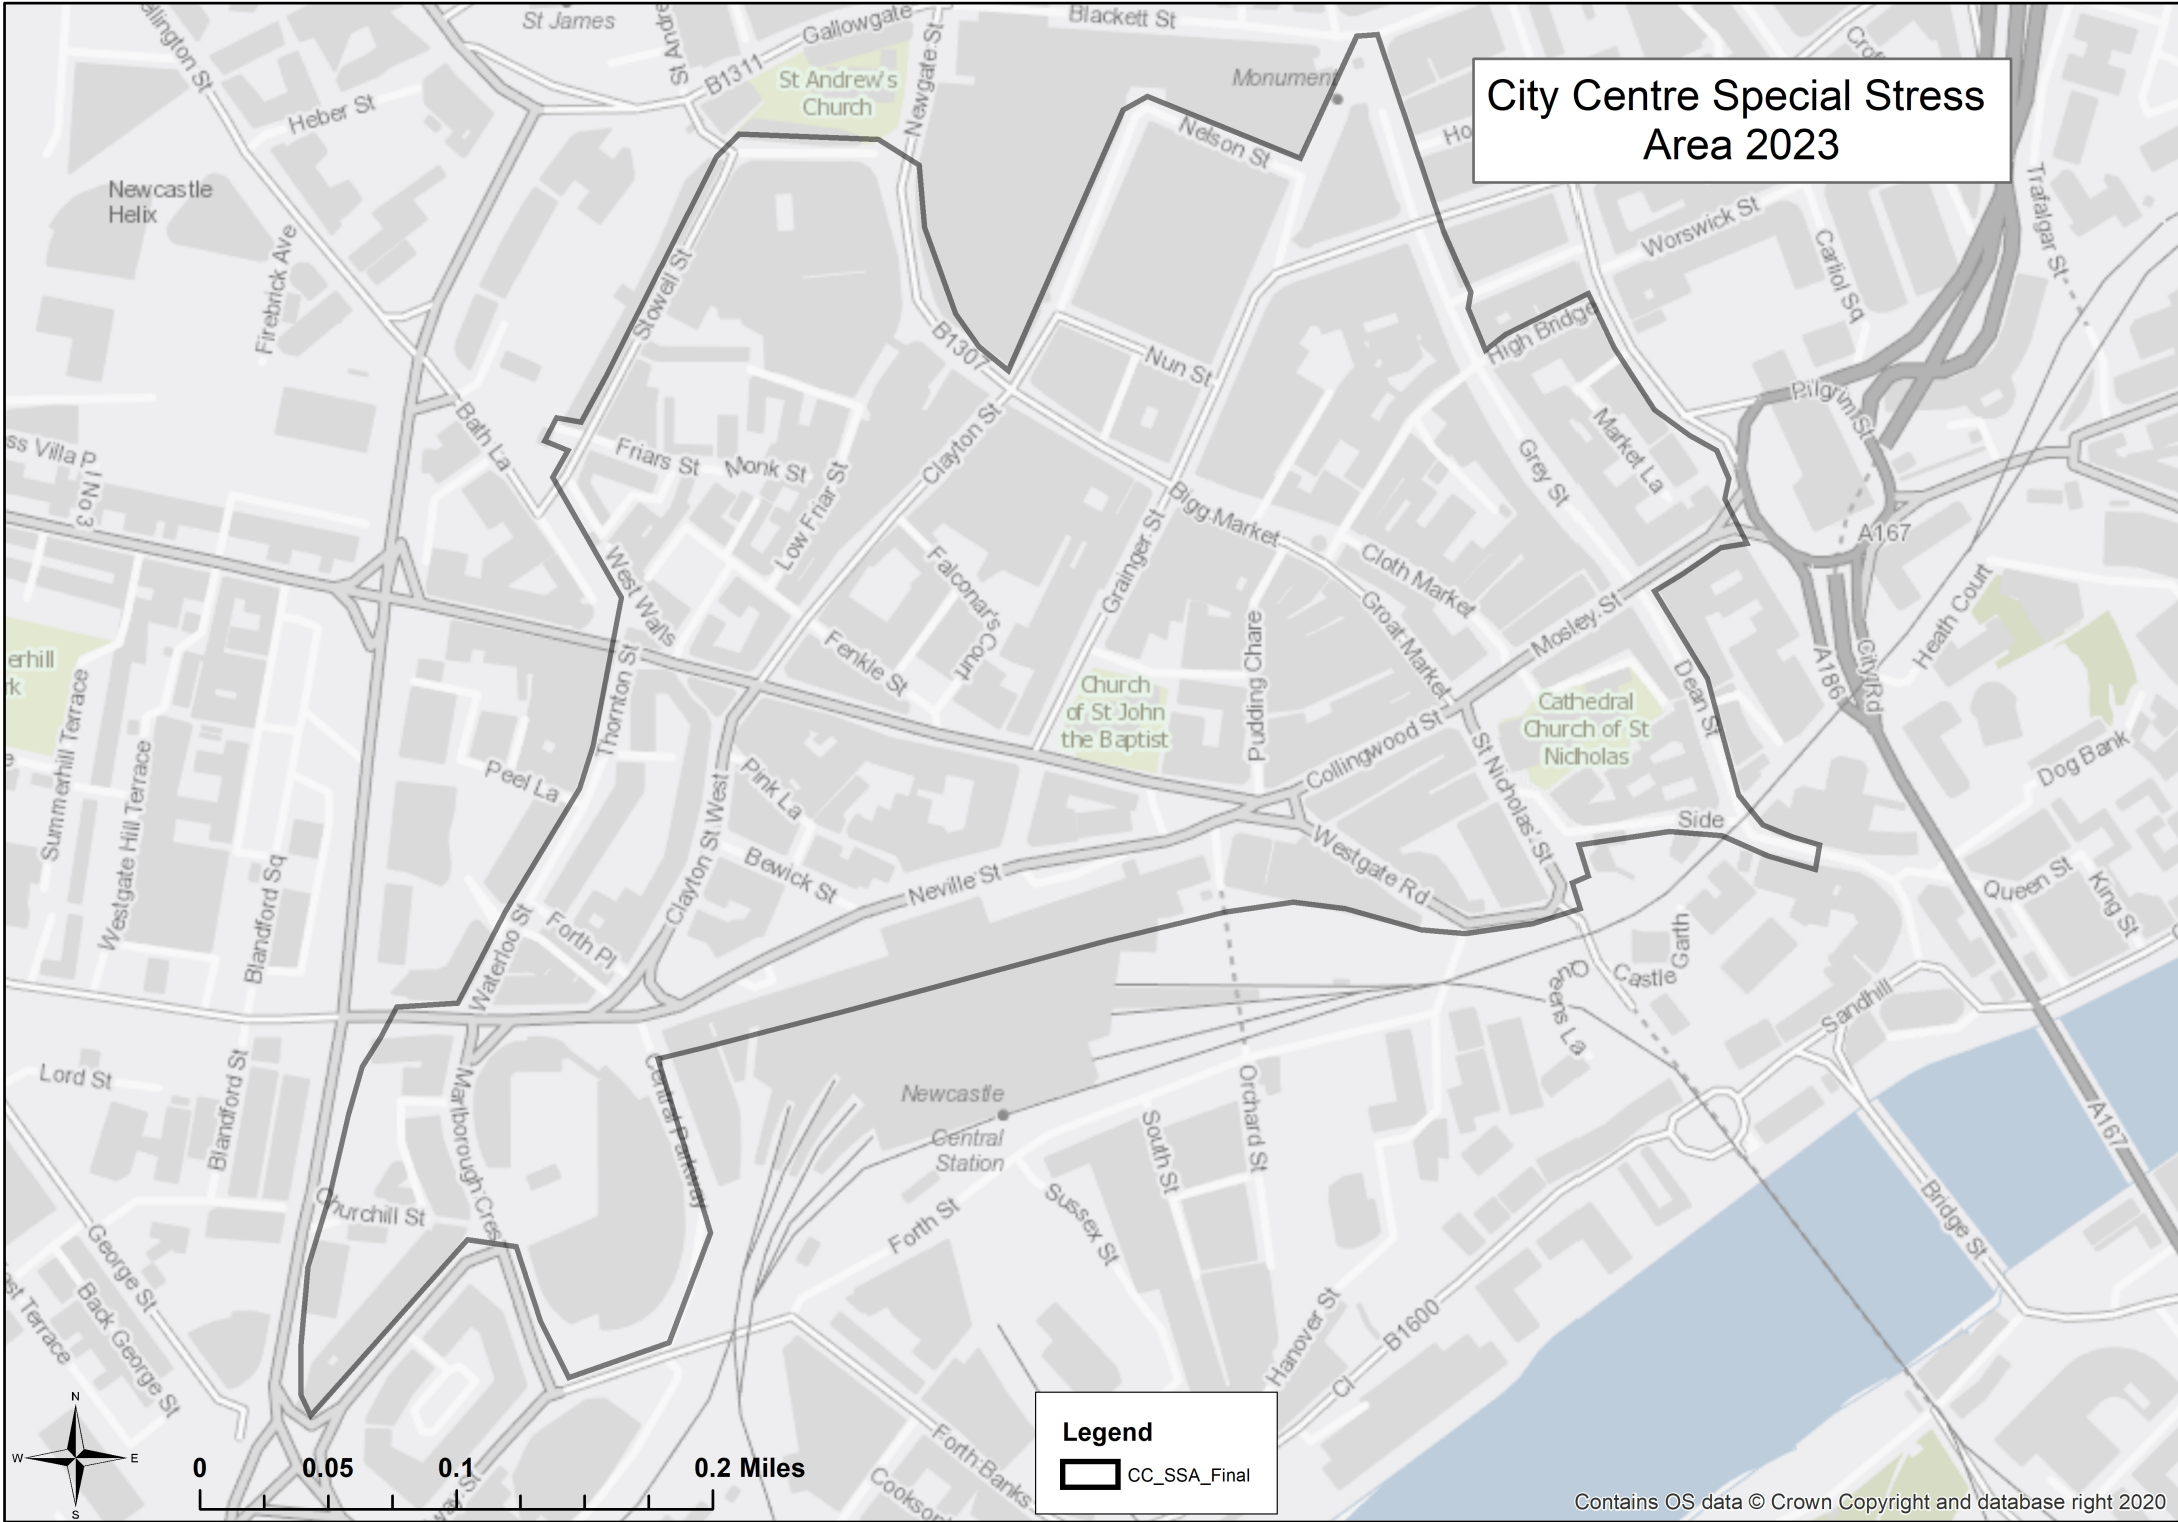 City Centre Special Stress
Area 2023
St James
Gallowgate
Blackett St
B1311
St Andrew's
Church
Newgate St
Monument
Nelson St
Heber St
Newcastle
Helix
Firebrick Ave
Stowell St
Worswick St
Carliol Sq
Trafalgar St
High Bridge
B1307
Nun St
Pilgrim St
Bath La
Friars St
Monk St
Low Friar St
Clayton St
Grey St
Market La
Bigg Market
A167
West Walls
Falconar's
Court
Grainger St
Cloth Market
Groat Market
Mosley St
Heath Court
Fenkle St
Pudding Chare
Thornton St
Church
of St John
the Baptist
Cathedral
Church of St
Nicholas
Dean St
A186
City Rd
Summerhill Terrace
Westgate Hill Terrace
Peel La
Pink La
Clayton St West
Collingwood St
St Nicholas' St
Dog Bank
Side
Blandford Sq
Bewick St
Neville St
Westgate Rd
Queen St
King St
Waterloo St
Forth Pl
Castle
Garth
Queens La
Sandhill
Lord St
Blandford St
Marlborough Cres
Central Parkway
Newcastle
Central
Station
Orchard St
South St
A167
Churchill St
Forth St
Sussex St
Bridge St
George St
Back George St
Hanover St
B1600
Cl
Forth Banks
N
W
E
S
0
0.05
0.1
0.2 Miles
Legend
CC_SSA_Final
Contains OS data © Crown Copyright and database right 2020